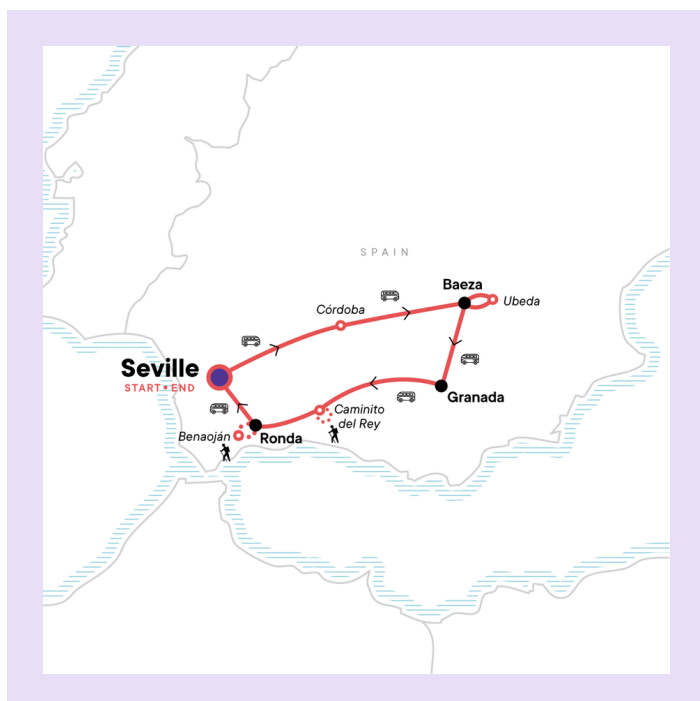 SPAIN
Baeza
Ubeda
Córdoba
Seville
START•END
Granada
Caminito
del Rey
Benaoján
Ronda